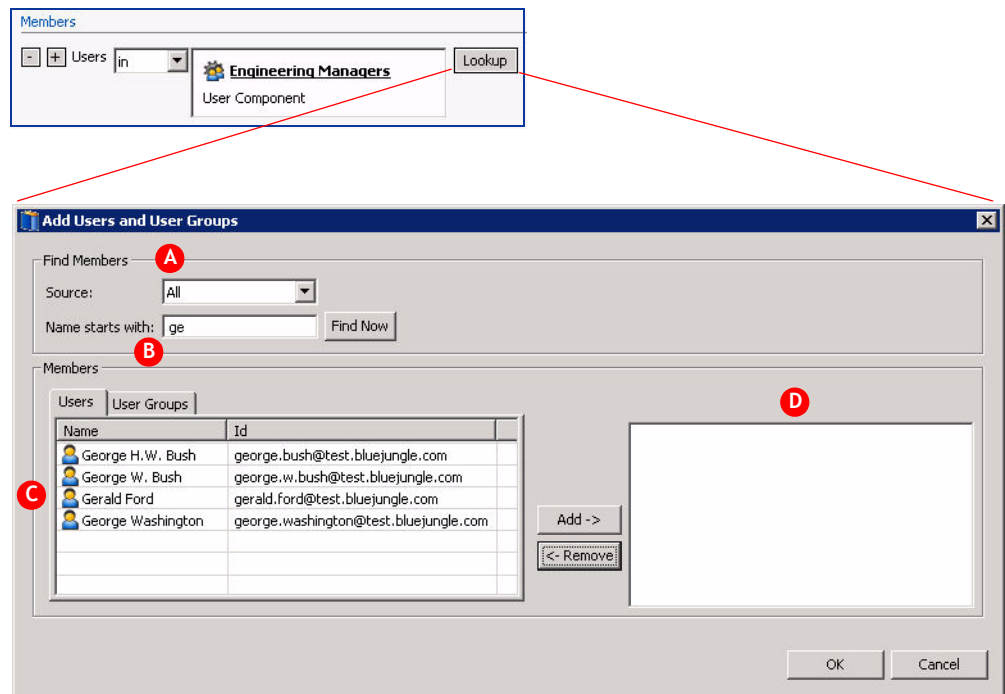 Members
- + Users in Engineering Managers Lookup
User Component
Add Users and User Groups
Find Members A
Source: All
Name starts with: ge Find Now
B
Members
Users User Groups D
Name Id
George H.W. Bush george.bush@test.bluejungle.com
George W. Bush george.w.bush@test.bluejungle.com
C Gerald Ford gerald.ford@test.bluejungle.com
George Washington george.washington@test.bluejungle.com
Add ->
<- Remove
OK Cancel